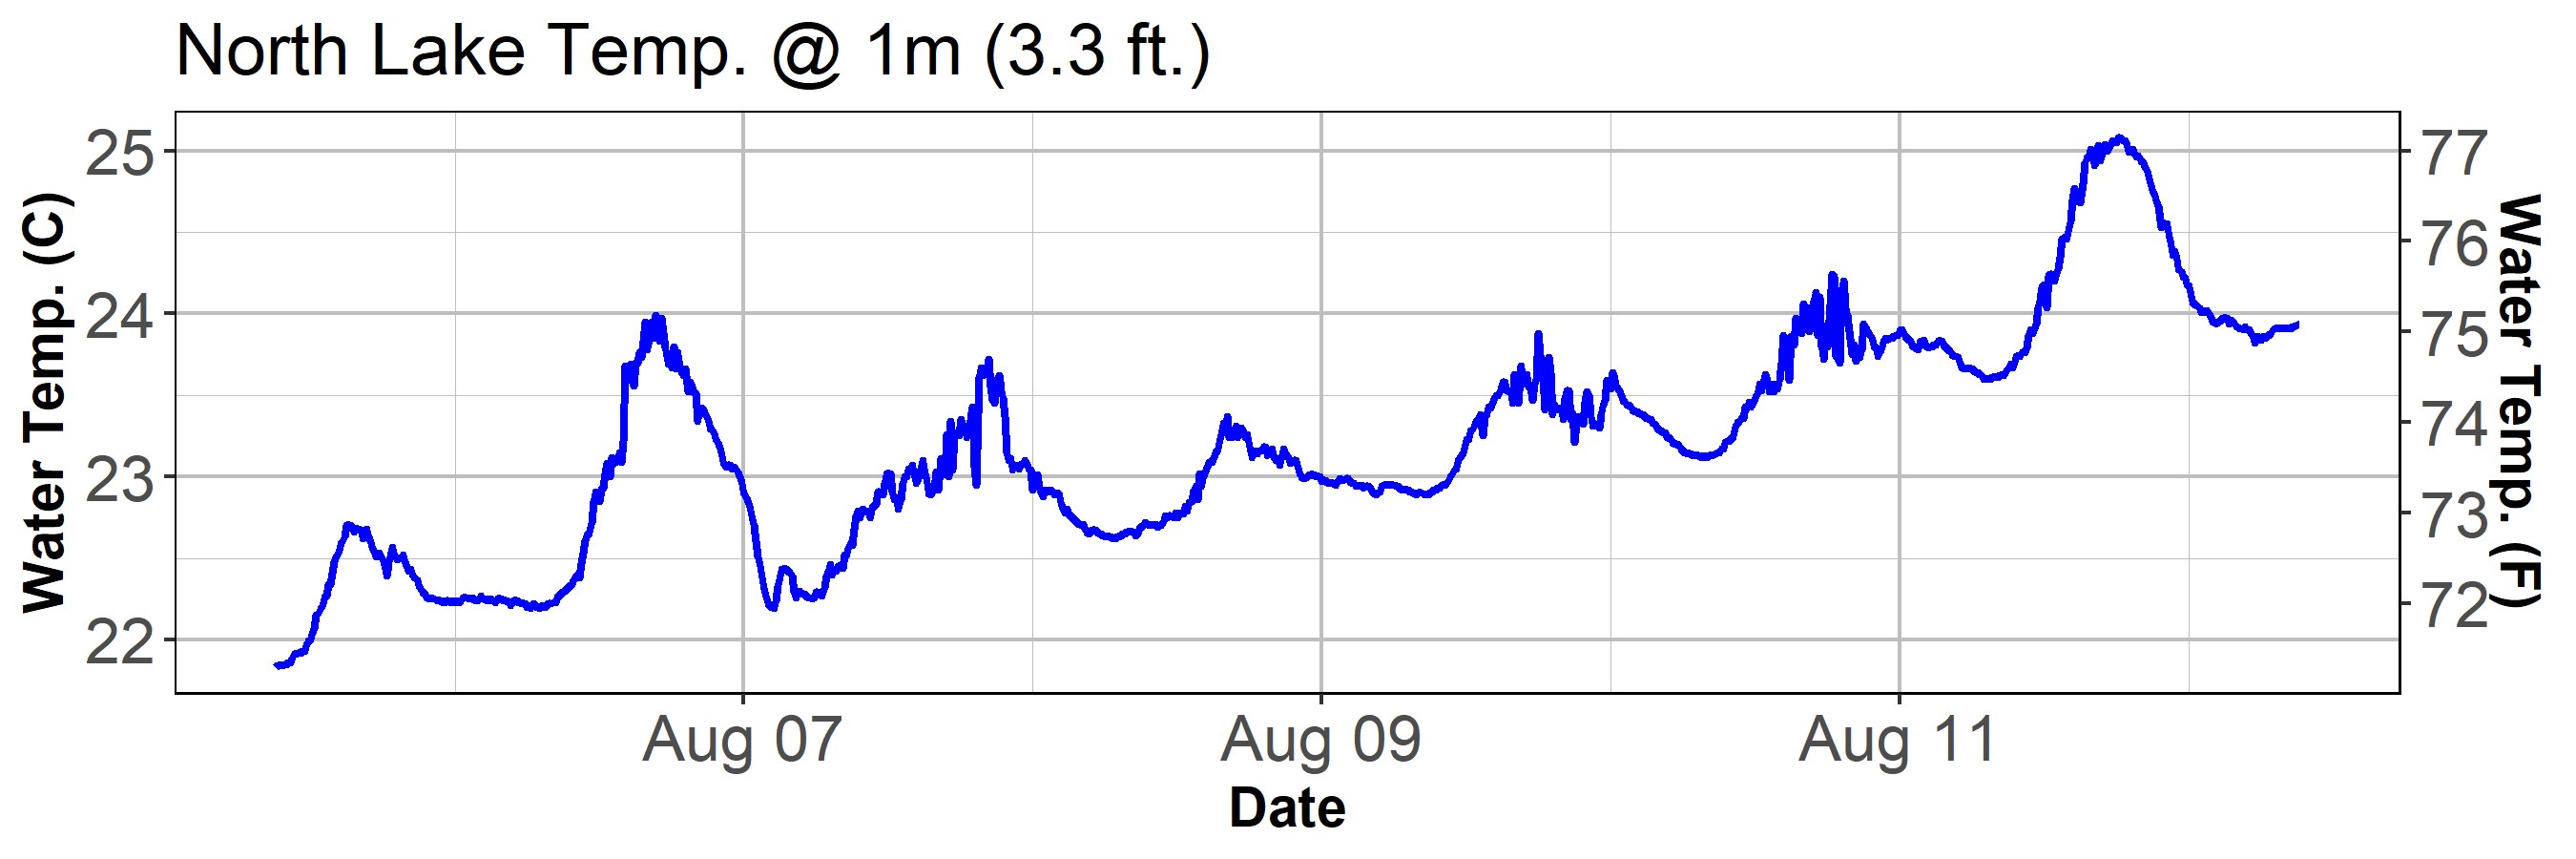 North Lake Temp. @ 1m (3.3 ft.)
Water Temp. (C)
25
24
23
22
77
76
75
74
73
72
Water Temp. (F)
Aug 07 Aug 09 Aug 11
Date